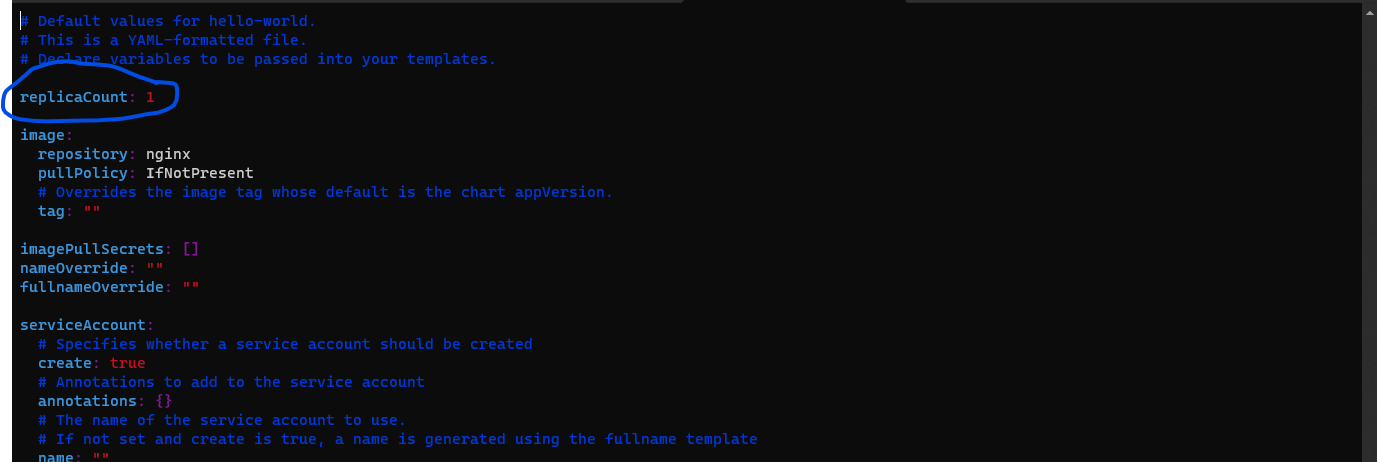 # Default values for hello-world.
# This is a YAML-formatted file.
# Declare variables to be passed into your templates.
replicaCount: 1
image:
  repository: nginx
  pullPolicy: IfNotPresent
  # Overrides the image tag whose default is the chart appVersion.
  tag: ""
imagePullSecrets: []
nameOverride: ""
fullnameOverride: ""
serviceAccount:
  # Specifies whether a service account should be created
  create: true
  # Annotations to add to the service account
  annotations: {}
  # The name of the service account to use.
  # If not set and create is true, a name is generated using the fullname template
  name: ""